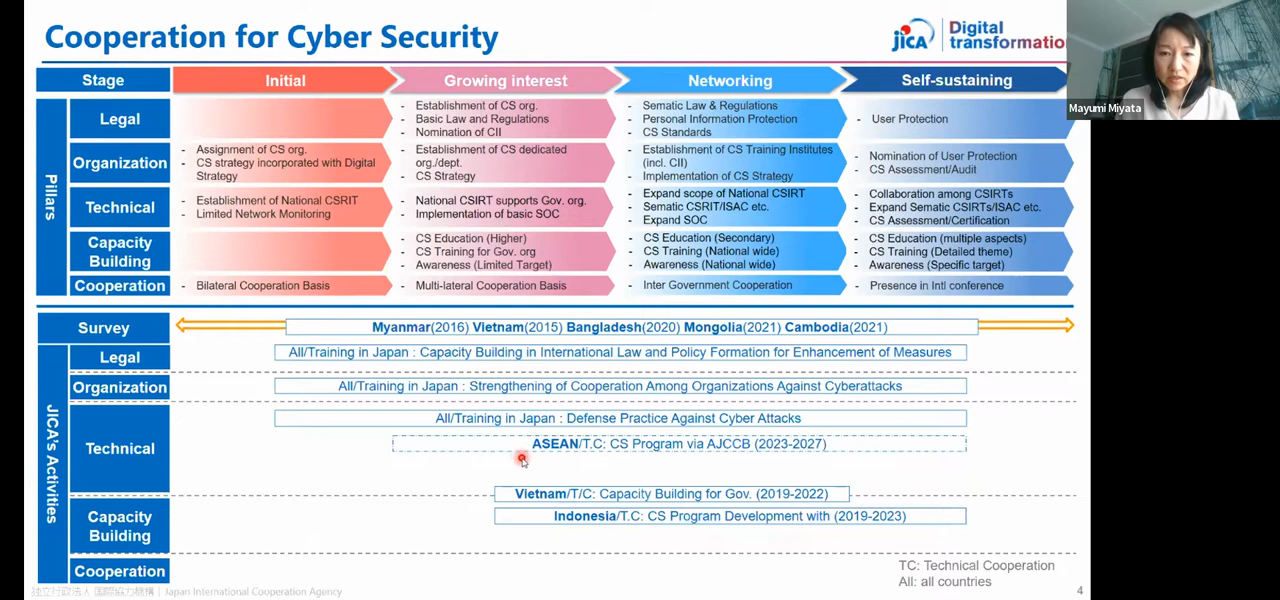 Cooperation for Cyber Security
jICA
Digital
transformatio
Mayumi Miyata
Stage
Initial
Growing interest
Networking
Self-sustaining
Pillars
Legal
- Establishment of CS org.
- Basic Law and Regulations
- Nomination of CII
- Sematic Law & Regulations
Personal Information Protection
- CS Standards
- User Protection
Organization
- Assignment of CS org.
- CS strategy incorporated with Digital
Strategy
- Establishment of CS dedicated
org./dept.
- CS Strategy
- Establishment of CS Training Institutes
(incl. CII)
- Implementation of CS Strategy
- Nomination of User Protection
- CS Assessment/Audit
Technical
- Establishment of National CSRIT
- Limited Network Monitoring
- National CSIRT supports Gov. org.
- Implementation of basic SOC
- Expand scope of National CSIRT
- Sematic CSRIT/ISAC etc.
- Expand SOC
- Collaboration among CSIRTs
- Expand Sematic CSIRTs/ISAC etc.
- CS Assessment/Certification
Capacity
Building
- CS Education (Higher)
- CS Training for Gov. org
- Awareness (Limited Target)
- CS Education (Secondary)
- CS Training (National wide)
- Awareness (National wide)
- CS Education (multiple aspects)
- CS Training (Detailed theme)
- Awareness (Specific target)
Cooperation
- Bilateral Cooperation Basis
- Multi-lateral Cooperation Basis
- Inter Government Cooperation
- Presence in Intl conference
Survey
Myanmar(2016) Vietnam(2015) Bangladesh(2020) Mongolia(2021) Cambodia(2021)
JICA's Activities
Legal
All/Training in Japan : Capacity Building in International Law and Policy Formation for Enhancement of Measures
Organization
All/Training in Japan : Strengthening of Cooperation Among Organizations Against Cyberattacks
Technical
All/Training in Japan : Defense Practice Against Cyber Attacks
ASEAN/T.C: CS Program via AJCCB (2023-2027)
Vietnam/T/C: Capacity Building for Gov. (2019-2022)
Capacity
Building
Indonesia/T.C: CS Program Development with (2019-2023)
Cooperation
TC: Technical Cooperation
All: all countries
独立行政法人 国際協力機構 | Japan International Cooperation Agency
4